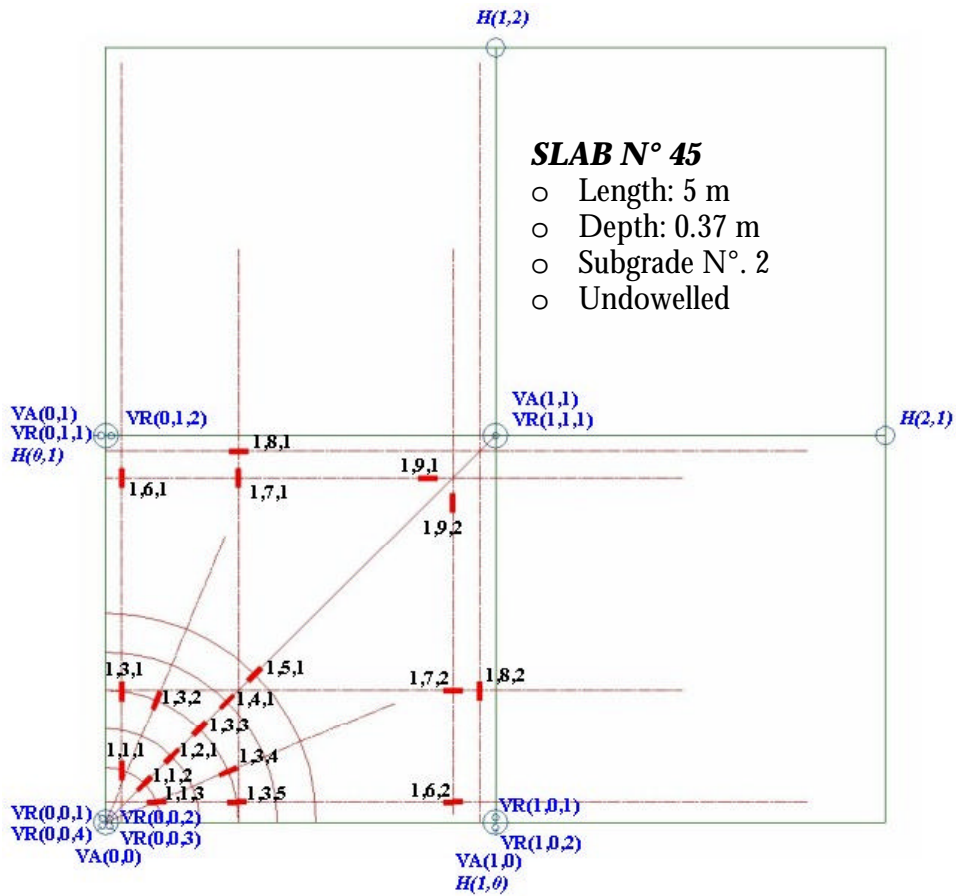 H(1,2)
SLAB N° 45
o Length: 5 m
o Depth: 0.37 m
o Subgrade N°. 2
o Undowelled
VA(0,1) VR(0,1,2)
VR(0,1,1)
H(0,1)
VA(1,1)
VR(1,1,1)
H(2,1)
1,8,1
1,9,1
1,6,1 1,7,1
1,9,2
1,3,1 1,5,1 1,7,2 1,8,2
1,3,2 1,4,1
1,3,3
1,1,1 1,2,1 1,3,4
1,1,2
1,1,3 1,3,5 1,6,2
VR(0,0,1) VR(0,0,2) VR(1,0,1)
VR(0,0,4) VR(0,0,3) VR(1,0,2)
VA(0,0) VA(1,0)
H(1,0)